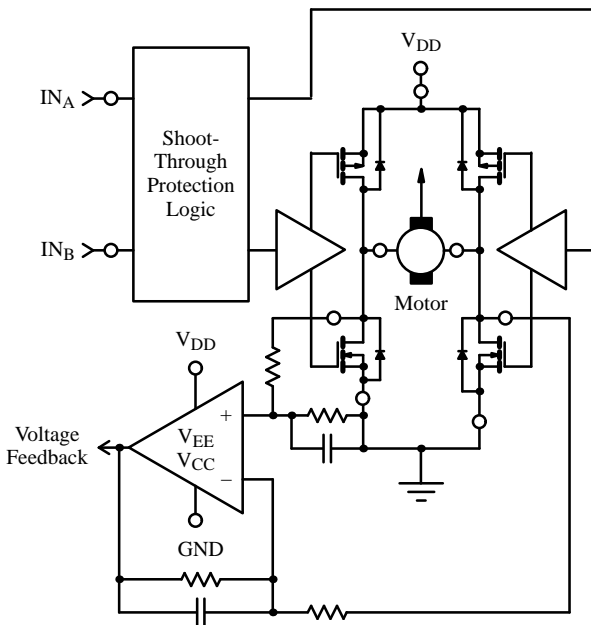 V_DD
IN_A
Shoot-
Through
Protection
Logic
IN_B
Motor
V_DD
Voltage
Feedback
+
V_EE
V_CC
−
GND